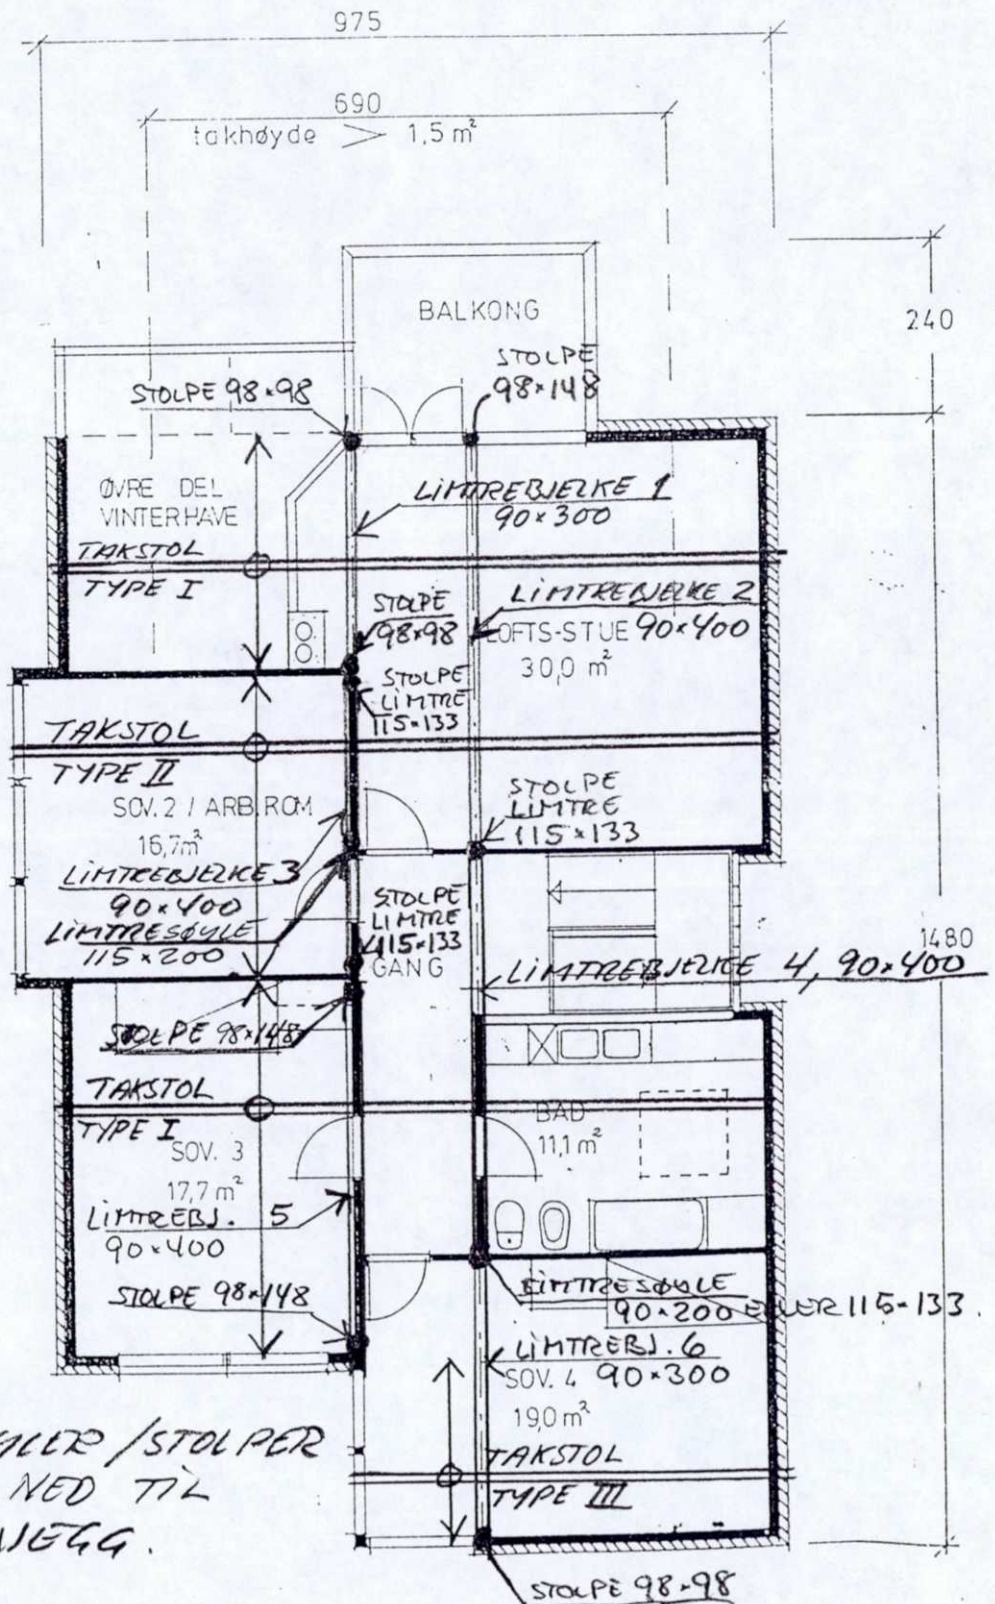 975
690
takhøyde > 1,5 m²
BALKONG
240
STOLPE
98×148
STOLPE 98×98
ØVRE DEL
VINTERHAVE
LIMTREBJELKE 1
90×300
TAKSTOL
TYPE I
STOLPE
98×98
LIMTREBJELKE 2
LOFTS-STUE 90×400
30,0 m²
STOLPE
LIMTRE
115×133
TAKSTOL
TYPE II
SOV. 2 / ARB.ROM
16,7m²
STOLPE
LIMTRE
115×133
LIMTREBJELKE 3
90×400
LIMTRESØYLE
115×200
STOLPE
LIMTRE
115×133
GANG
1480
LIMTREBJELKE 4, 90×400
STOLPE 98×148
TAKSTOL
TYPE I
BAD
11,1 m²
SOV. 3
17,7 m²
LIMTREBJ. 5
90×400
STOLPE 98×148
LIMTRESØYLE
90×200 ELLER 115×133.
LIMTREBJ. 6
SOV. 4 90×300
19,0 m²
/STOLPER
NED TIL
TAKSTOL
TYPE III
STOLPE 98×98